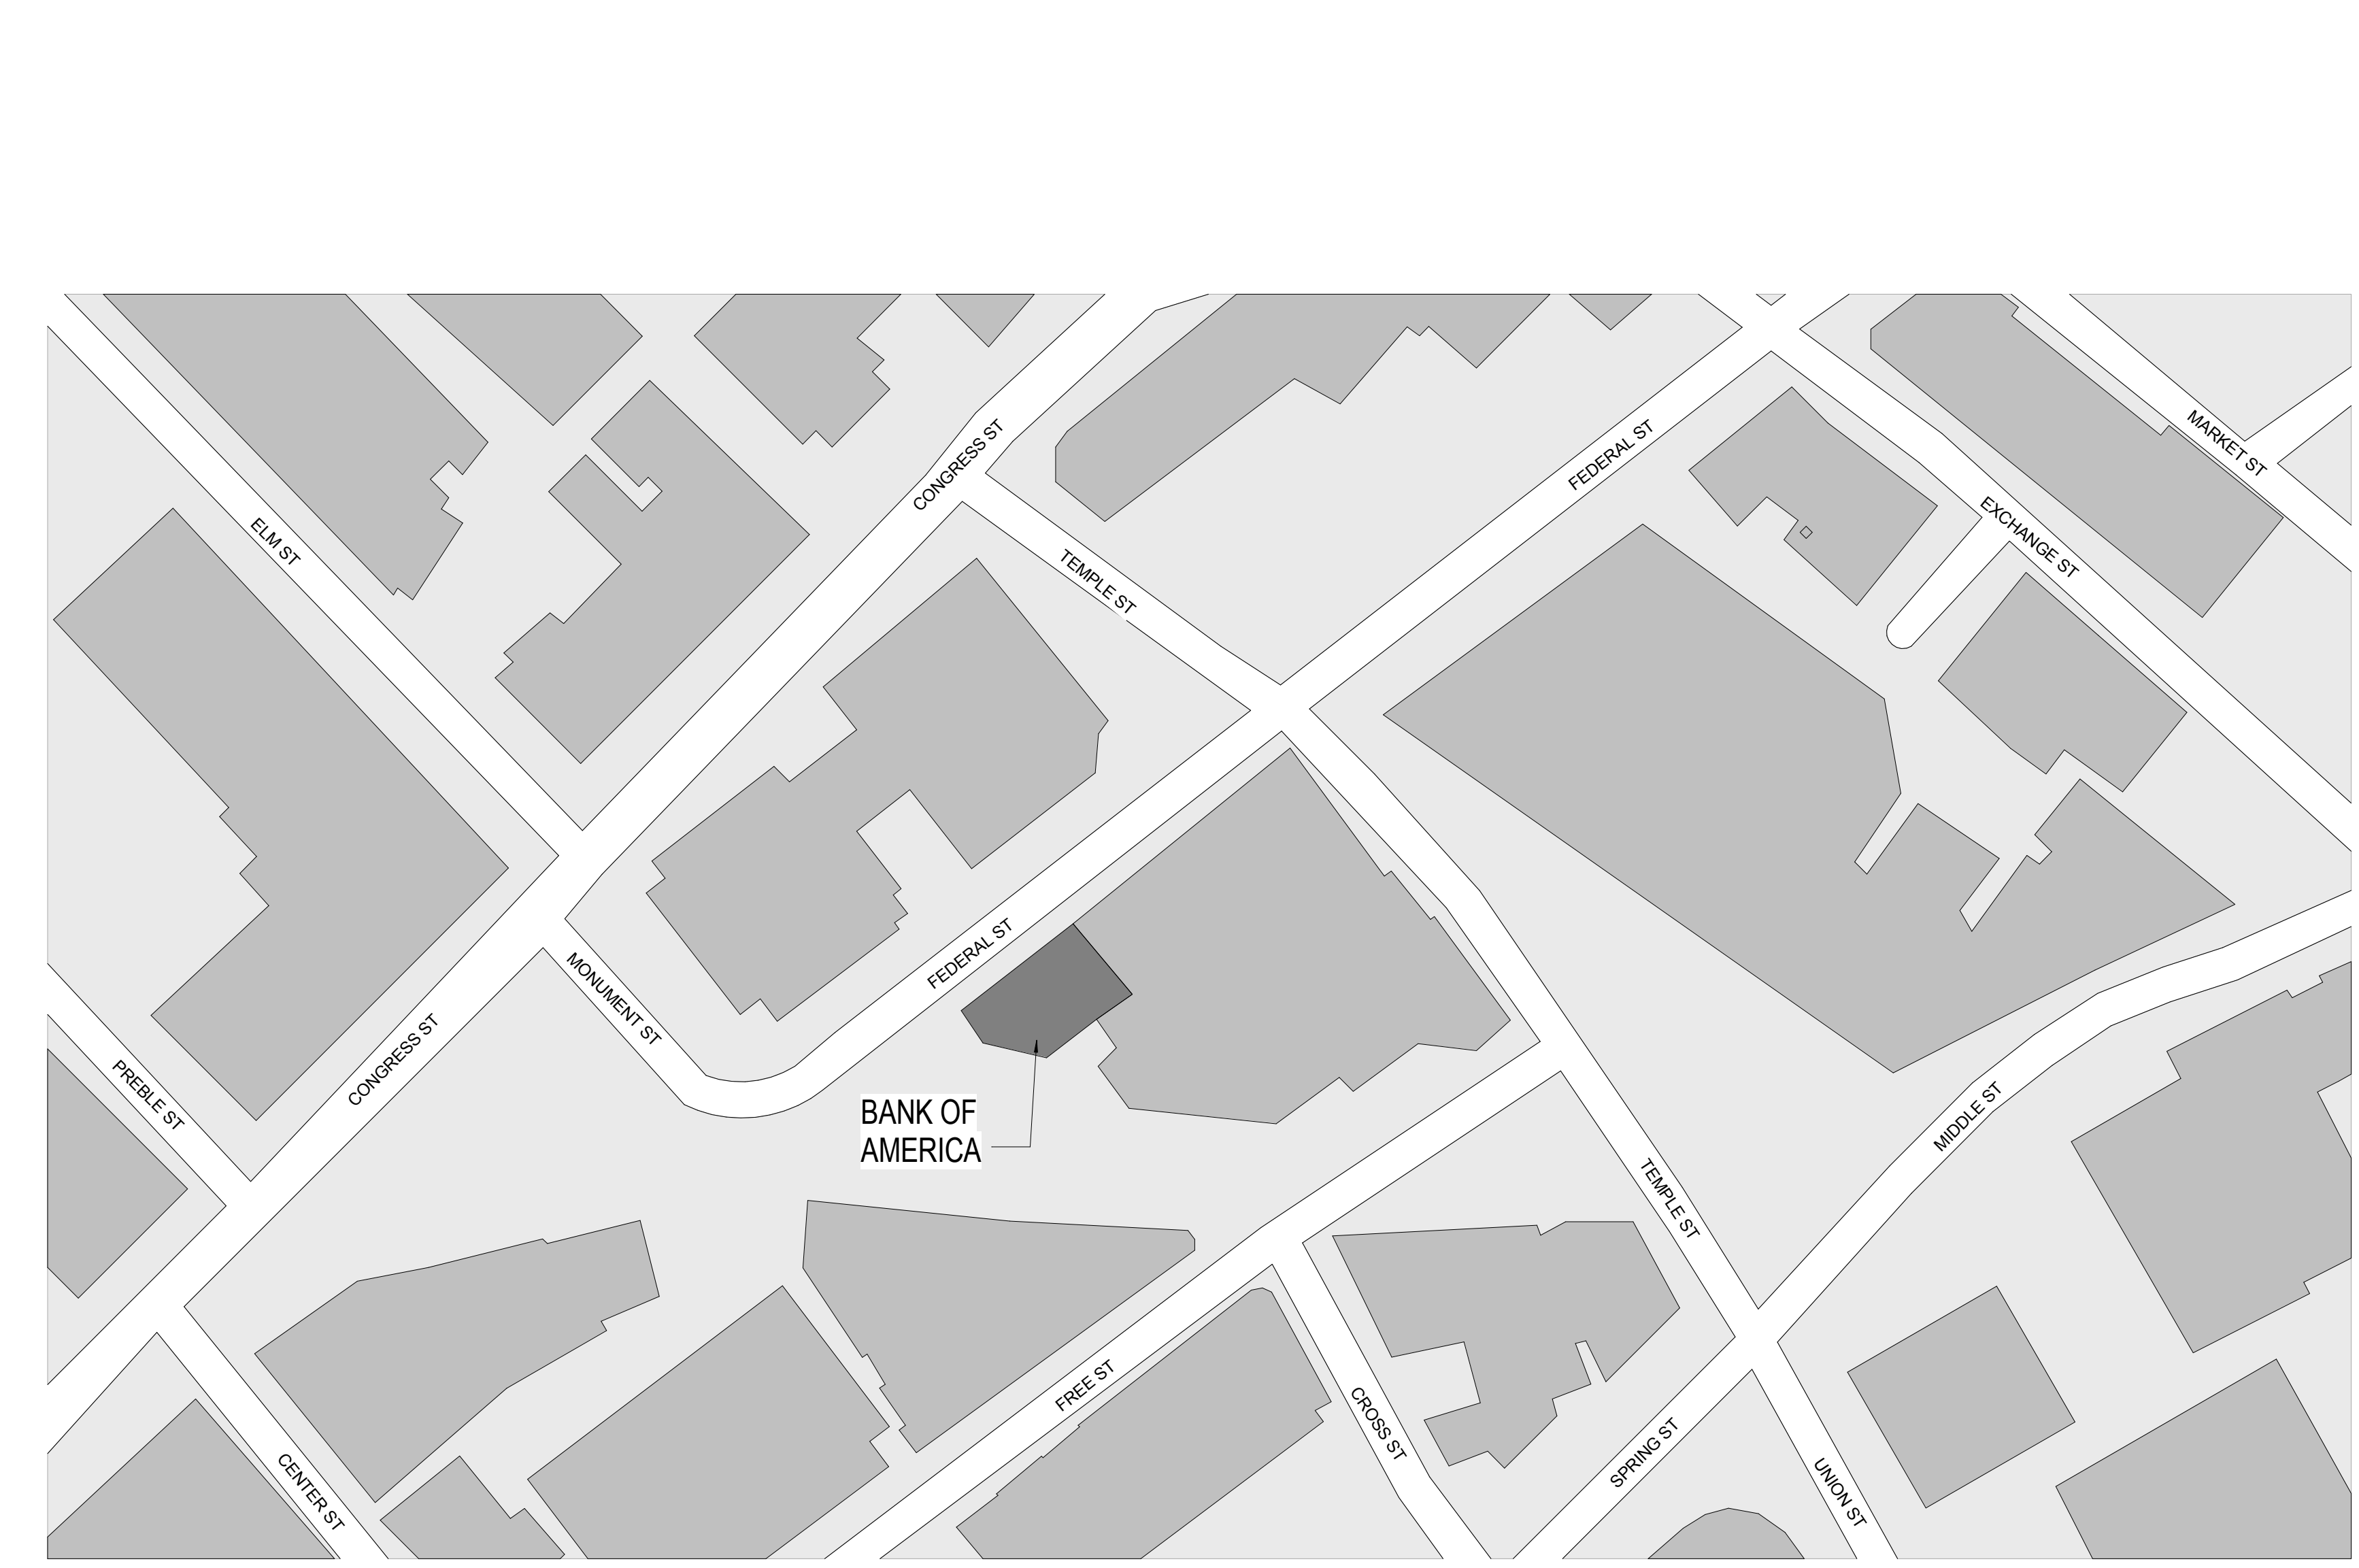 MARKET ST
CONGRESS ST
FEDERAL ST
EXCHANGE ST
ELM ST
TEMPLE ST
FEDERAL ST
MONUMENT ST
CONGRESS ST
PREBLE ST
BANK OF
AMERICA
MIDDLE ST
TEMPLE ST
FREE ST
CROSS ST
SPRING ST
CENTER ST
UNION ST